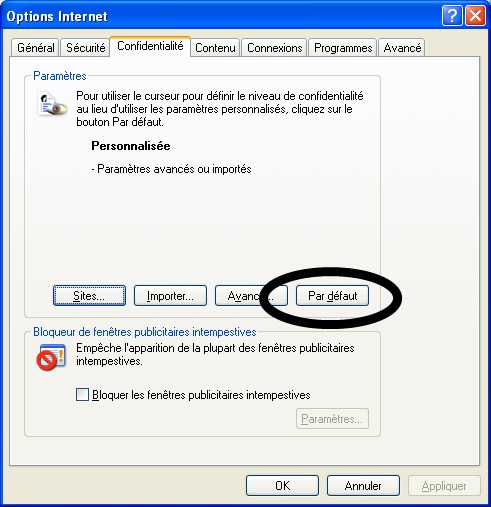 Options Internet
Général Sécurité Confidentialité Contenu Connexions Programmes Avancé
Paramètres
Pour utiliser le curseur pour définir le niveau de confidentialité
au lieu d'utiliser les paramètres personnalisés, cliquez sur le
bouton Par défaut.
Personnalisée
- Paramètres avancés ou importés
Sites... Importer... Avancé... Par défaut
Bloqueur de fenêtres publicitaires intempestives
Empêche l'apparition de la plupart des fenêtres publicitaires
intempestives.
Bloquer les fenêtres publicitaires intempestives
Paramètres...
OK Annuler Appliquer